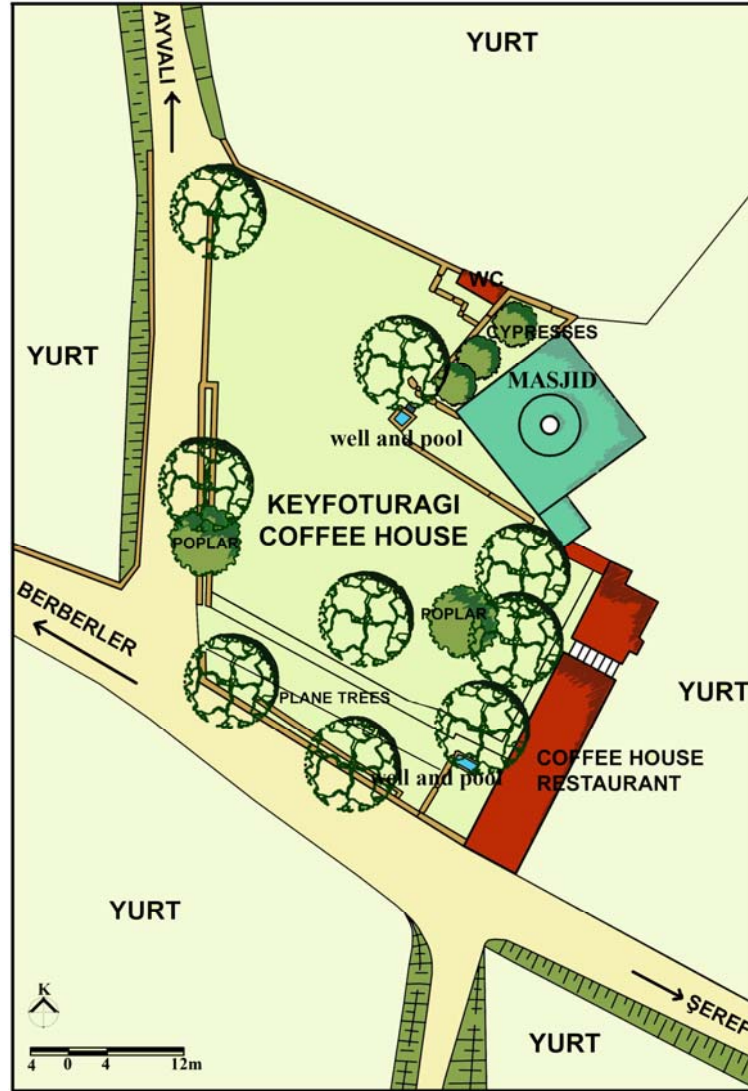 YURT
AYVALI
WC
CYPRESSES
YURT
MASJID
well and pool
KEYFOTURAGI
COFFEE HOUSE
POPLAR
BERBERLER
POPLAR
YURT
PLANE TREES
COFFEE HOUSE
RESTAURANT
well and pool
YURT
K
ŞEREF
YURT
4 0 4 12m